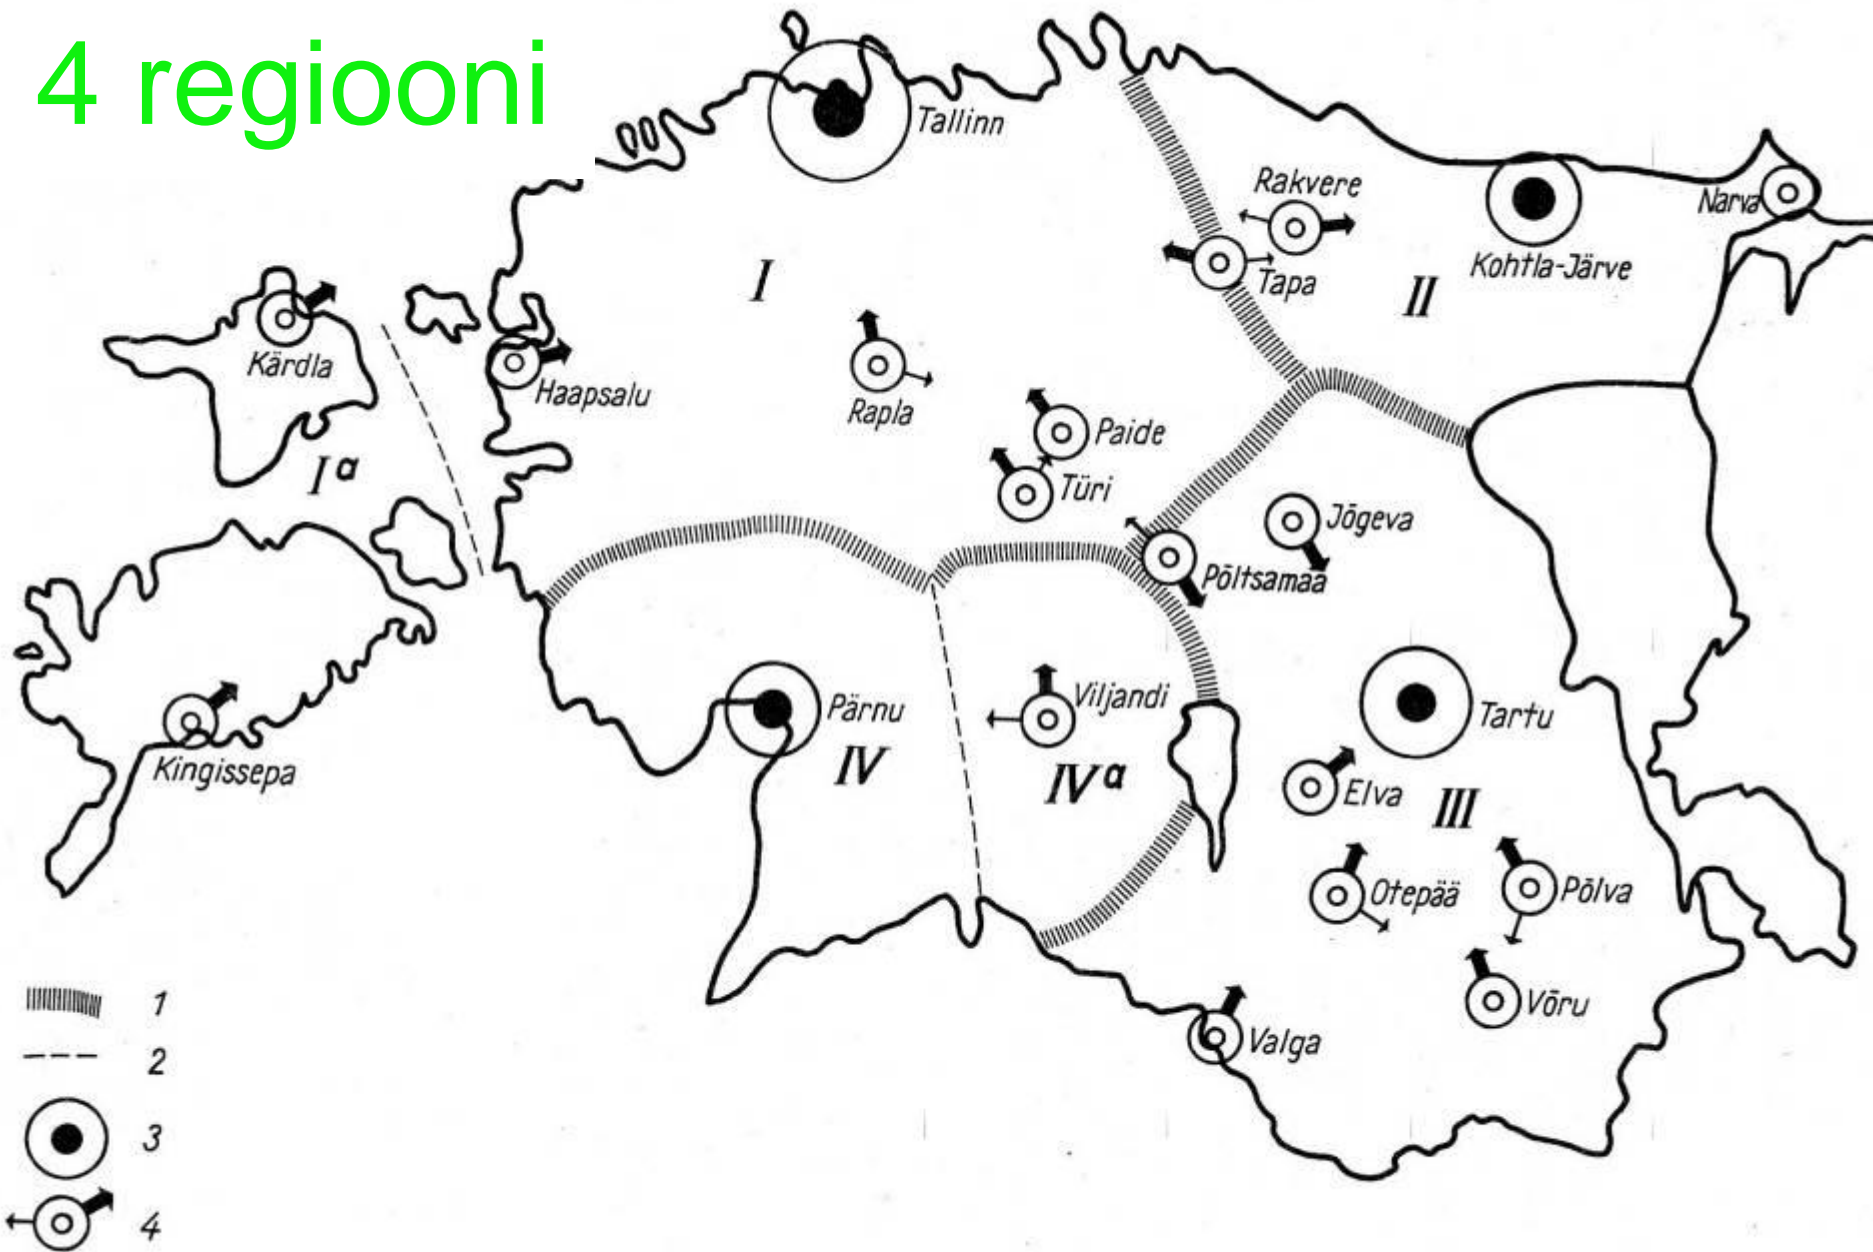 4 regiooni
Tallinn
Rakvere
Narva
Kohtla-Järve
Tapa
I
II
Kärdla
Haapsalu
Rapla
Paide
Türi
Iª
Jõgeva
Põltsamaa
Viljandi
Pärnu
Tartu
Kingissepa
IV
IVª
Elva
III
Otepää
Põlva
Võru
Valga
1
2
3
4